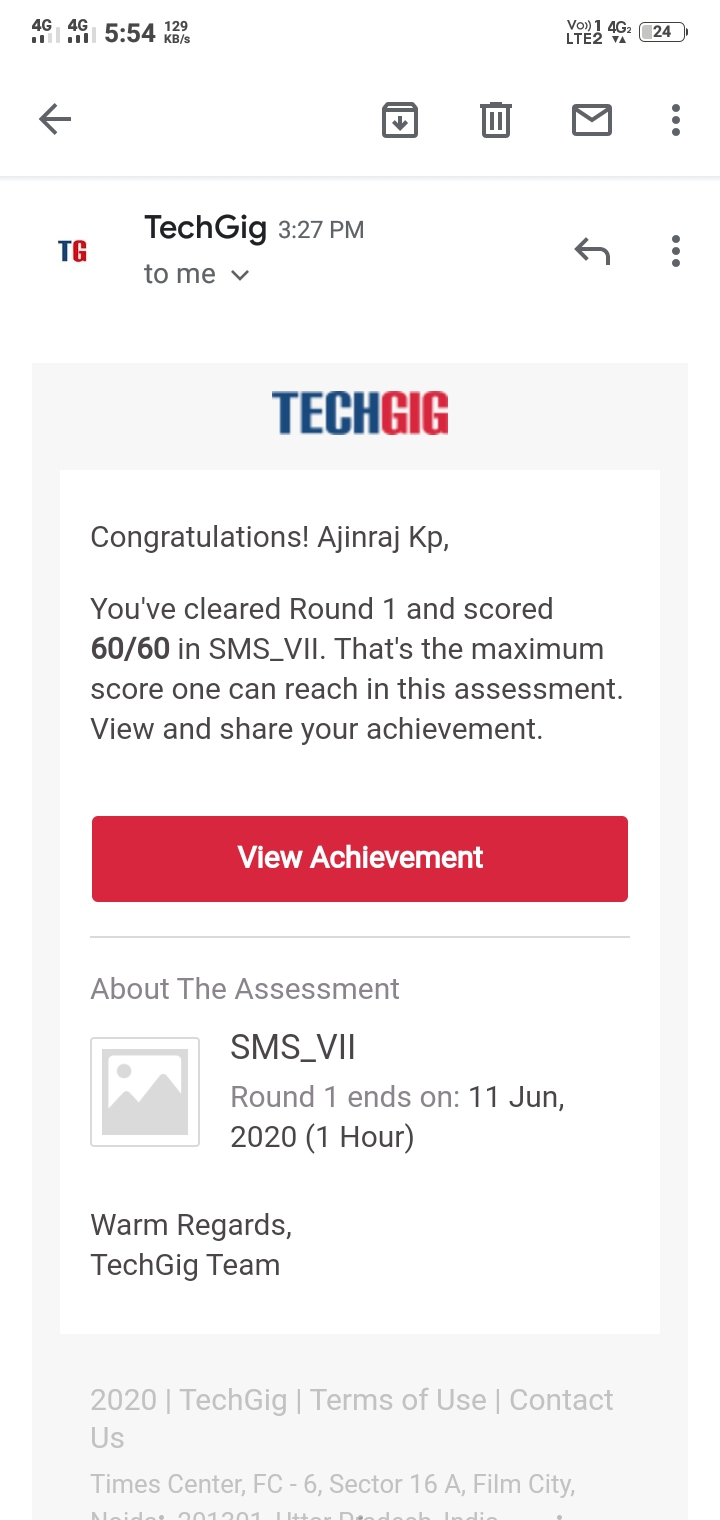 4G 4G 5:54 129 KB/s Vo)) 1 LTE2 4G2 24
TechGig 3:27 PM
TG
to me
TECHGIG
Congratulations! Ajinraj Kp,
You've cleared Round 1 and scored
60/60 in SMS_VII. That's the maximum
score one can reach in this assessment.
View and share your achievement.
View Achievement
About The Assessment
SMS_VII
Round 1 ends on: 11 Jun,
2020 (1 Hour)
Warm Regards,
TechGig Team
2020 | TechGig | Terms of Use | Contact
Us
Times Center, FC - 6, Sector 16 A, Film City,